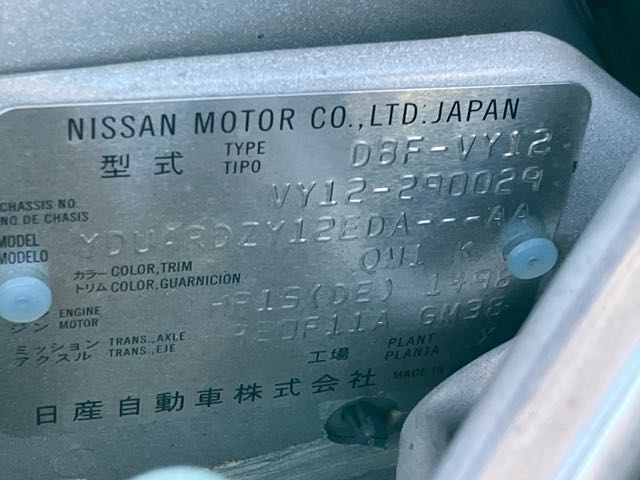 NISSAN MOTOR CO.,LTD.JAPAN
型式 TYPE TIPO DBF-VY12
CHASSIS NO. NO DE CHASIS VY12-290029
MODEL MODELO
カラー COLOR,TRIM
トリム COLOR,GUARNICIÓN QM1 K
ENGINE MOTOR HR15(DE) 1498
ミッション TRANS.,AXLE
アクスル TRANS.,EJE GM38
工場 PLANT PLANTA X
日産自動車株式会社 MADE IN